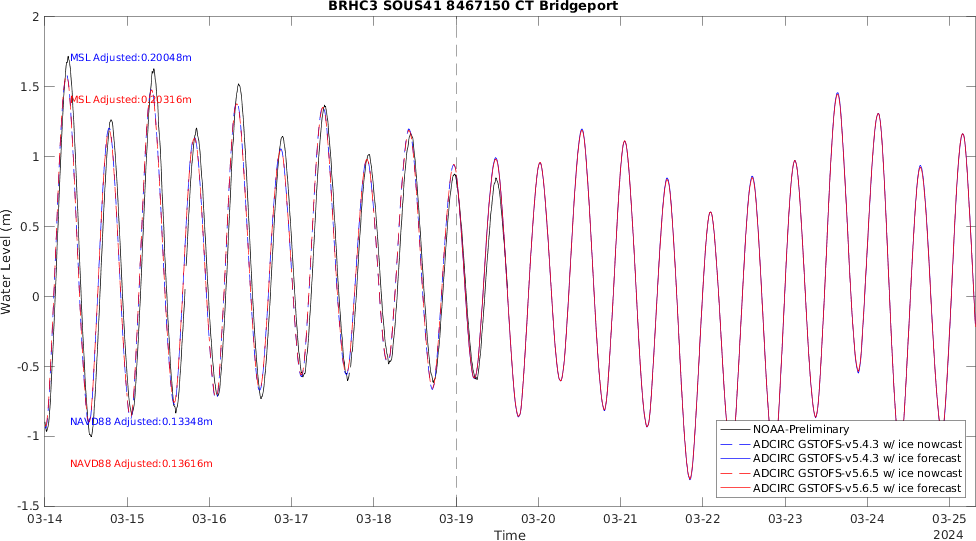 BRHC3 SOUS41 8467150 CT Bridgeport
2
1.5
1
0.5
0
-0.5
-1
-1.5
Water Level (m)
MSL Adjusted:0.20048m
MSL Adjusted:0.20316m
NAVD88 Adjusted:0.13348m
NAVD88 Adjusted:0.13616m
NOAA-Preliminary
ADCIRC GSTOFS-v5.4.3 w/ ice nowcast
ADCIRC GSTOFS-v5.4.3 w/ ice forecast
ADCIRC GSTOFS-v5.6.5 w/ ice nowcast
ADCIRC GSTOFS-v5.6.5 w/ ice forecast
03-14 03-15 03-16 03-17 03-18 03-19 03-20 03-21 03-22 03-23 03-24 03-25
2024
Time